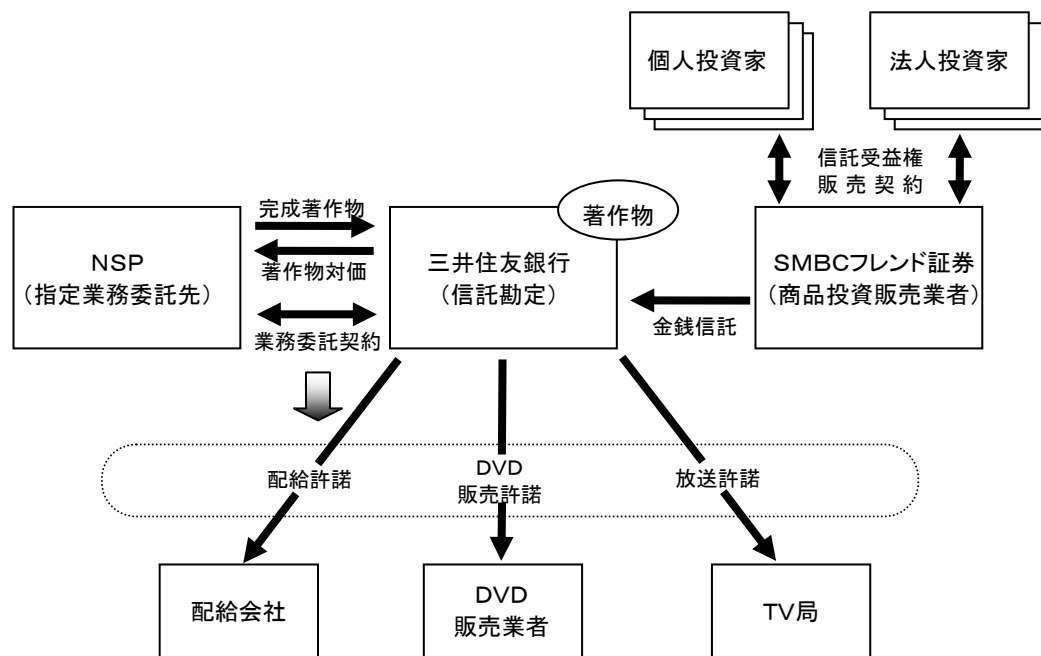 個人投資家
法人投資家
信託受益権
販売契約
完成著作物
著作物
NSP
(指定業務委託先)
著作物対価
三井住友銀行
(信託勘定)
SMBCフレンド証券
(商品投資販売業者)
金銭信託
業務委託契約
配給許諾
DVD
販売許諾
放送許諾
配給会社
DVD
販売業者
TV局